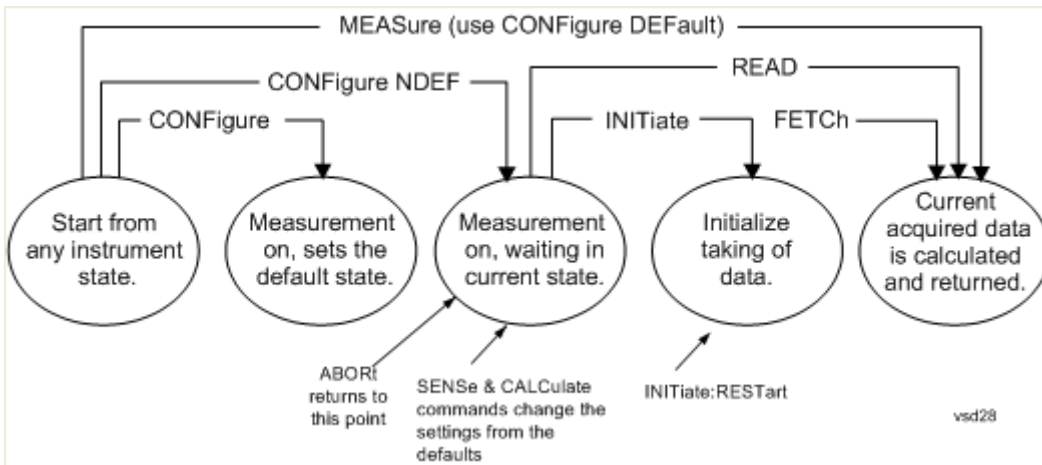 MEASure (use CONFigure DEFault)
CONFigure NDEF
READ
CONFigure
INITiate
FETCh
Start from
any instrument
state.
Measurement
on, sets the
default state.
Measurement
on, waiting in
current state.
Initialize
taking of
data.
Current
acquired data
is calculated
and returned.
ABORt
returns to
this point
SENSe & CALCulate
commands change the
settings from the
defaults
INITiate:RESTart
vsd28